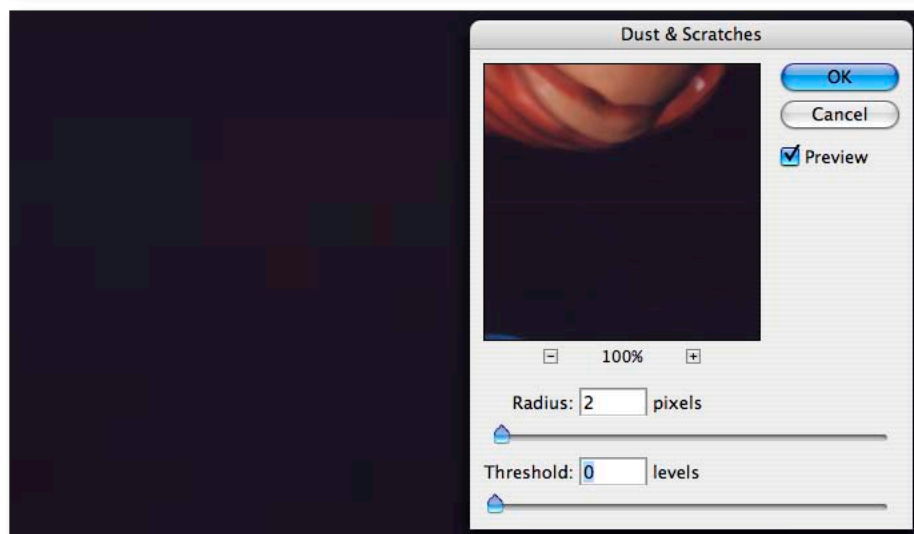 Dust & Scratches
OK
Cancel
Preview
100%
Radius: 2 pixels
Threshold: 0 levels